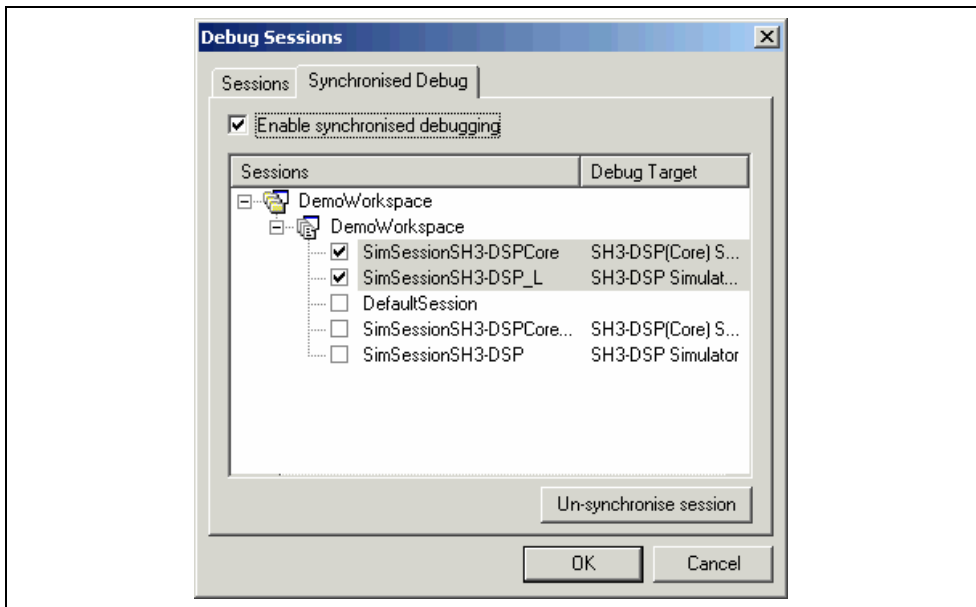 Debug Sessions
Sessions Synchronised Debug
Enable synchronised debugging
Sessions Debug Target
DemoWorkspace
DemoWorkspace
SimSessionSH3-DSPCore SH3-DSP(Core) S...
SimSessionSH3-DSP_L SH3-DSP Simulat...
DefaultSession
SimSessionSH3-DSPCore... SH3-DSP(Core) S...
SimSessionSH3-DSP SH3-DSP Simulator
Un-synchronise session
OK Cancel